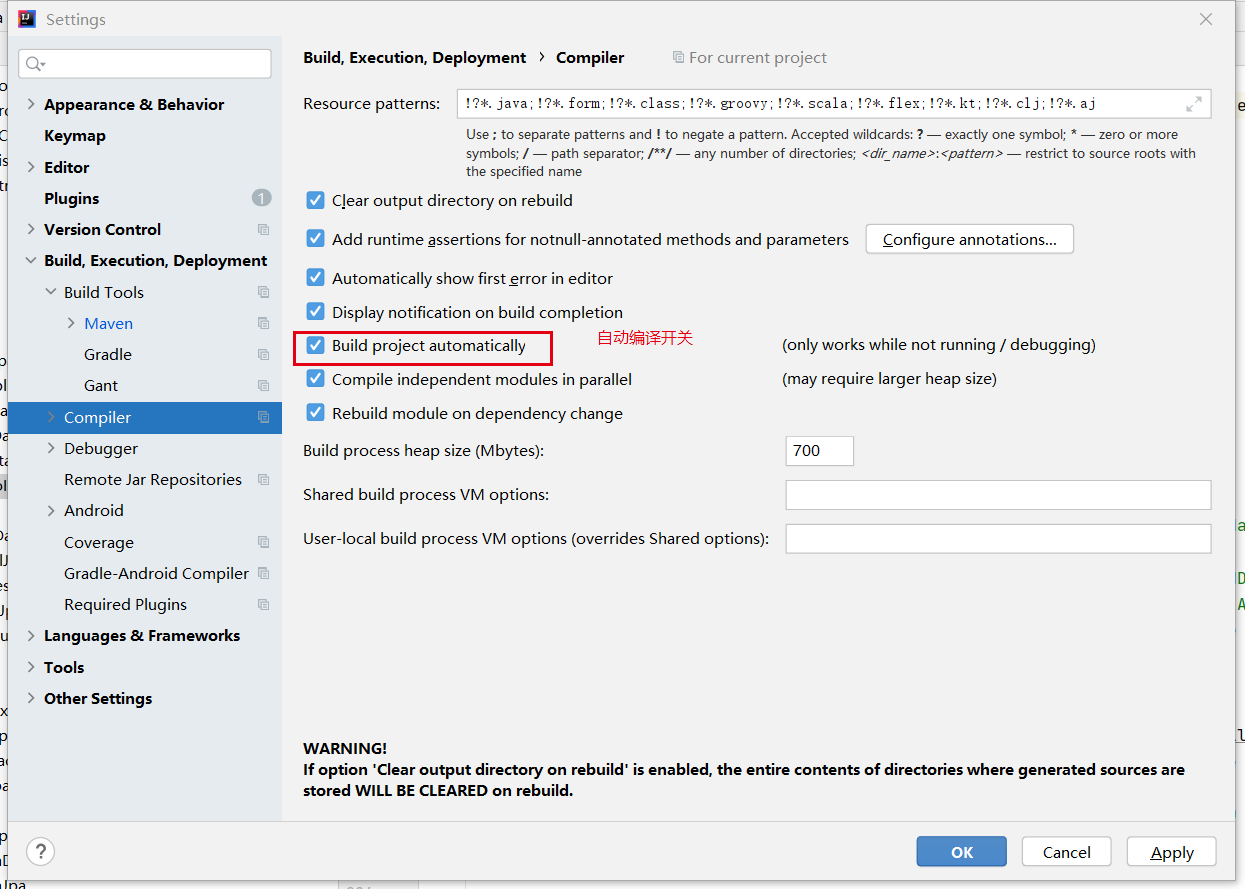 Settings
Build, Execution, Deployment › Compiler
For current project
Appearance & Behavior
Keymap
Editor
Plugins
1
Version Control
Build, Execution, Deployment
Build Tools
Maven
Gradle
Gant
Compiler
Debugger
Remote Jar Repositories
Android
Coverage
Gradle-Android Compiler
Required Plugins
Languages & Frameworks
Tools
Other Settings
Resource patterns: !?*.java;!?*.form;!?*.class;!?*.groovy;!?*.scala;!?*.flex;!?*.kt;!?*.clj;!?*.aj
Use ; to separate patterns and ! to negate a pattern. Accepted wildcards: ? — exactly one symbol; * — zero or more
symbols; / — path separator; /**/ — any number of directories; <dir_name>:<pattern> — restrict to source roots with
the specified name
Clear output directory on rebuild
Add runtime assertions for notnull-annotated methods and parameters
Configure annotations...
Automatically show first error in editor
Display notification on build completion
Build project automatically
自动编译开关
(only works while not running / debugging)
Compile independent modules in parallel
(may require larger heap size)
Rebuild module on dependency change
Build process heap size (Mbytes): 700
Shared build process VM options:
User-local build process VM options (overrides Shared options):
WARNING!
If option 'Clear output directory on rebuild' is enabled, the entire contents of directories where generated sources are
stored WILL BE CLEARED on rebuild.
?
OK
Cancel
Apply